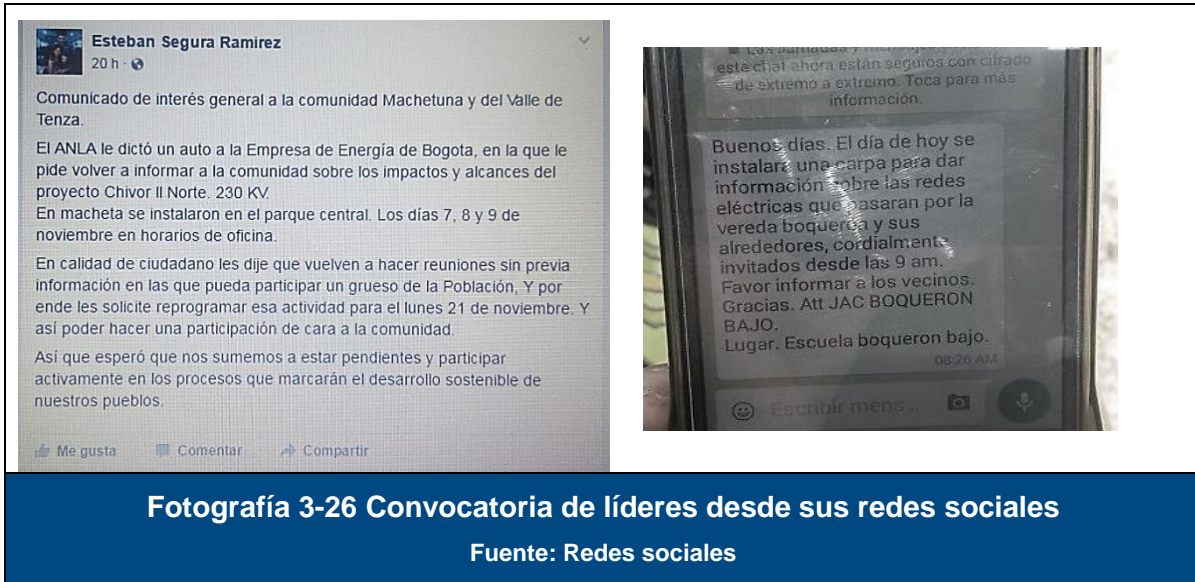 Esteban Segura Ramirez
20 h ·
Comunicado de interés general a la comunidad Machetuna y del Valle de
Tenza.
El ANLA le dictó un auto a la Empresa de Energía de Bogota, en la que le
pide volver a informar a la comunidad sobre los impactos y alcances del
proyecto Chivor II Norte. 230 KV.
En macheta se instalaron en el parque central. Los días 7, 8 y 9 de
noviembre en horarios de oficina.
En calidad de ciudadano les dije que vuelven a hacer reuniones sin previa
información en las que pueda participar un grueso de la Población, Y por
ende les solicite reprogramar esa actividad para el lunes 21 de noviembre. Y
así poder hacer una participación de cara a la comunidad.
Así que esperó que nos sumemos a estar pendientes y participar
activamente en los procesos que marcarán el desarrollo sostenible de
nuestros pueblos.
Me gusta Comentar Compartir
Las llamadas y
este chat ahora están seguros con cifrado
de extremo a extremo. Toca para más
información.
Buenos días. El día de hoy se
instalará una carpa para dar
información sobre las redes
eléctricas que pasaran por la
vereda boqueron y sus
alrededores, cordialmente
invitados desde las 9 am.
Favor informar a los vecinos.
Gracias. Att JAC BOQUERON
BAJO.
Lugar. Escuela boqueron bajo.
08:26 AM
Escribir mens...
Fotografía 3-26 Convocatoria de líderes desde sus redes sociales
Fuente: Redes sociales